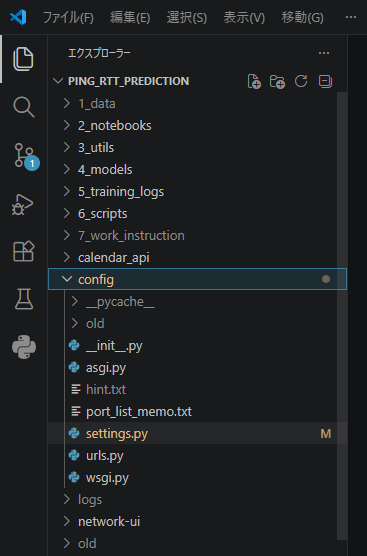 ファイル(F) 編集(E) 選択(S) 表示(V) 移動(G) ···
エクスプローラー ···
PING_RTT_PREDICTION
1_data
2_notebooks
3_utils
4_models
1
5_training_logs
6_scripts
7_work_instruction
calendar_api
config
__pycache__
old
__init__.py
asgi.py
hint.txt
port_list_memo.txt
settings.py M
urls.py
wsgi.py
logs
network-ui
old